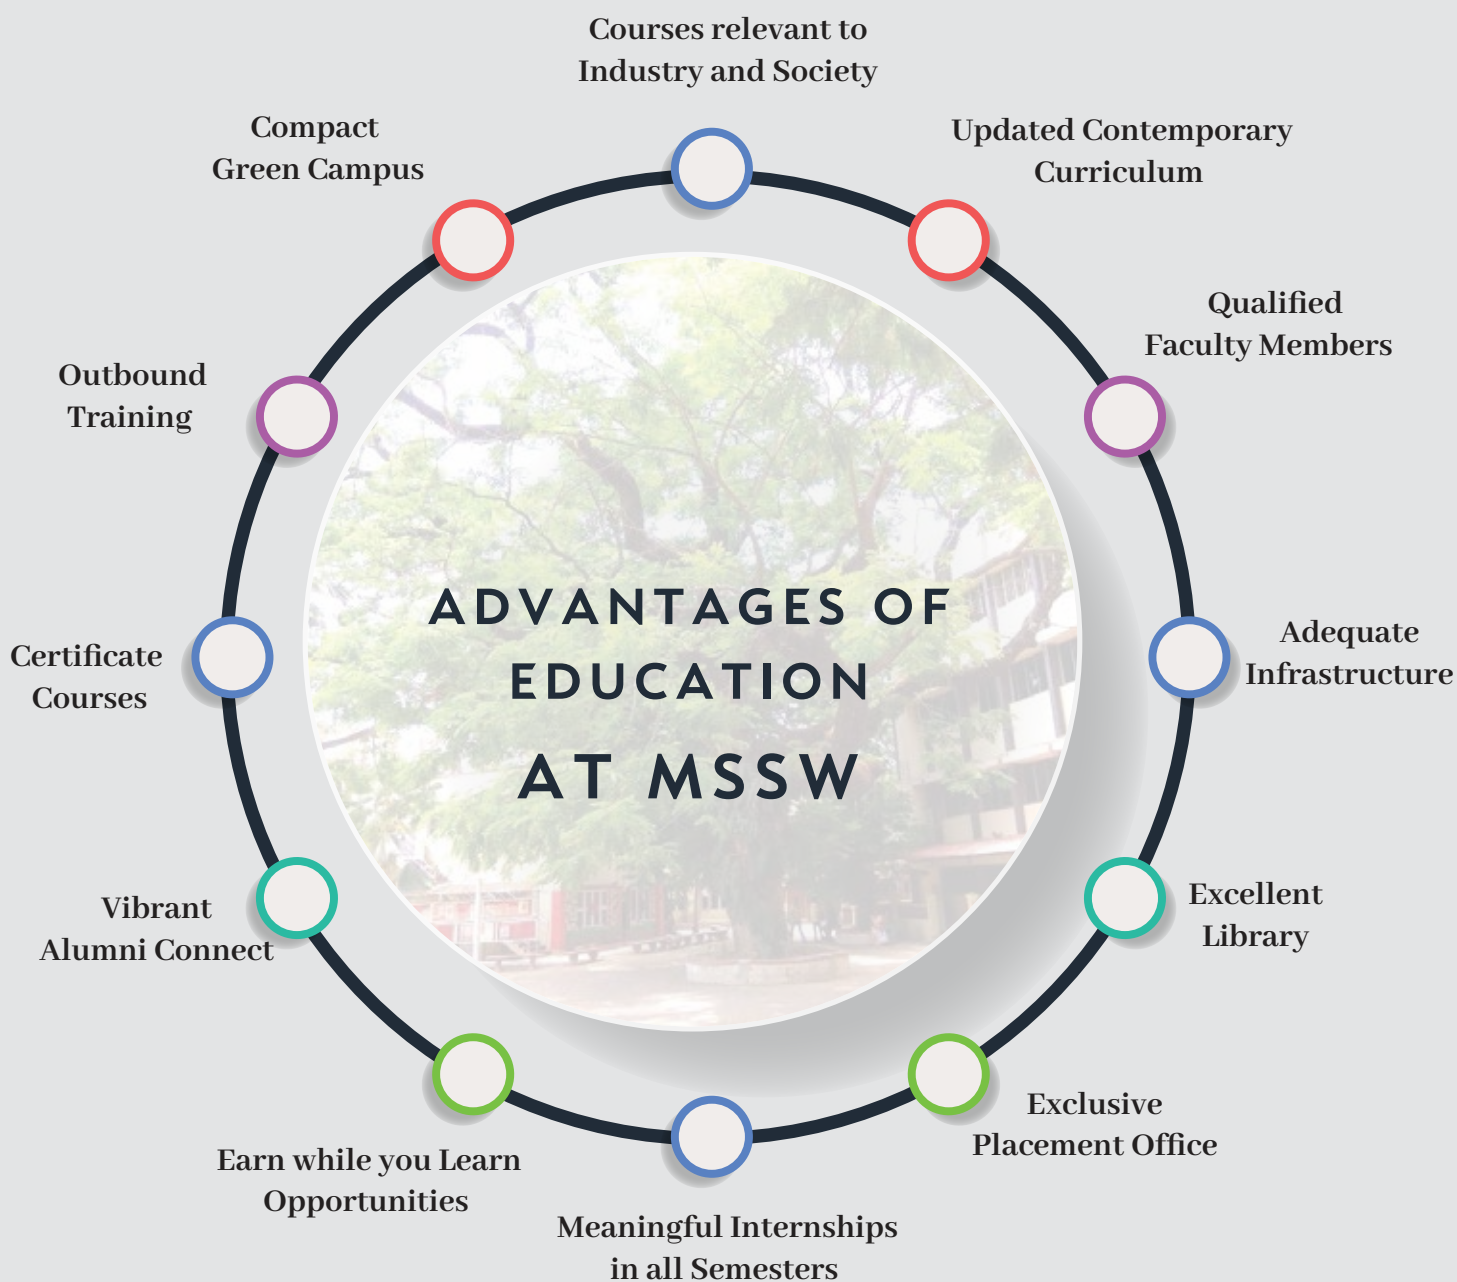 Courses relevant to
Industry and Society
Updated Contemporary
Curriculum
Qualified
Faculty Members
Adequate
Infrastructure
Excellent
Library
Exclusive
Placement Office
Meaningful Internships
in all Semesters
Earn while you Learn
Opportunities
Vibrant
Alumni Connect
Certificate
Courses
Outbound
Training
Compact
Green Campus
ADVANTAGES OF
EDUCATION
AT MSSW